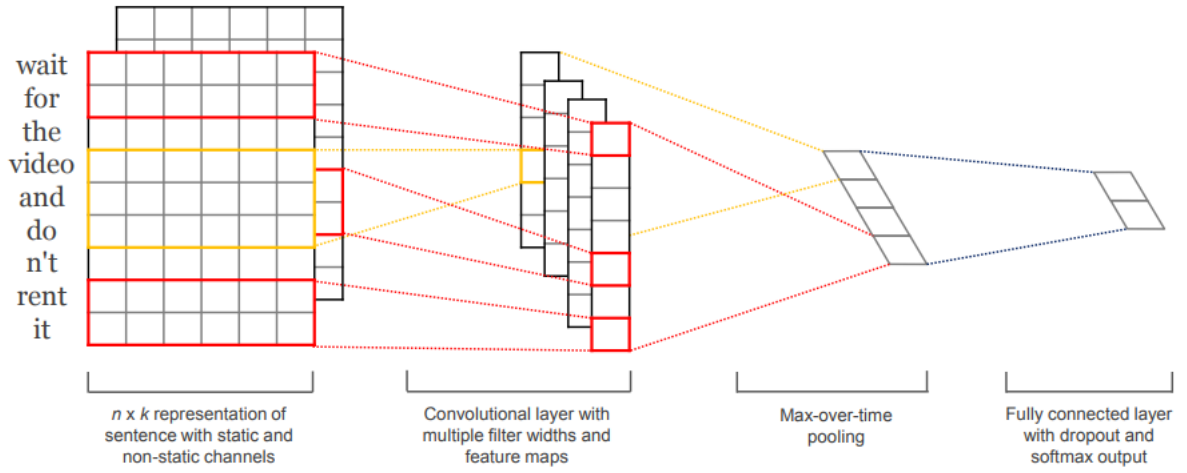 wait
for
the
video
and
do
n't
rent
it
n x k representation of
sentence with static and
non-static channels
Convolutional layer with
multiple filter widths and
feature maps
Max-over-time
pooling
Fully connected layer
with dropout and
softmax output